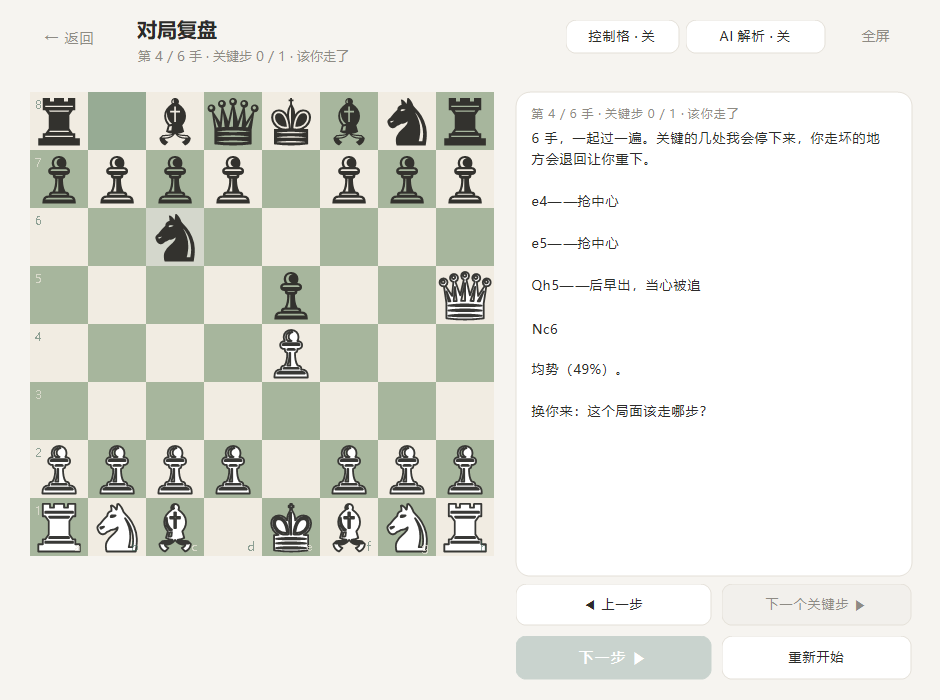 ← 返回
对局复盘
第 4 / 6 手 · 关键步 0 / 1 · 该你走了
控制格 · 关
AI 解析 · 关
全屏
8
7
6
5
4
3
2
1
d
f
第 4 / 6 手 · 关键步 0 / 1 · 该你走了
6 手，一起过一遍。关键的几处我会停下来，你走坏的地
方会退回让你重下。
e4——抢中心
e5——抢中心
Qh5——后早出，当心被追
Nc6
均势（49%）。
换你来：这个局面该走哪步？
◀ 上一步
下一个关键步 ▶
下一步 ▶
重新开始